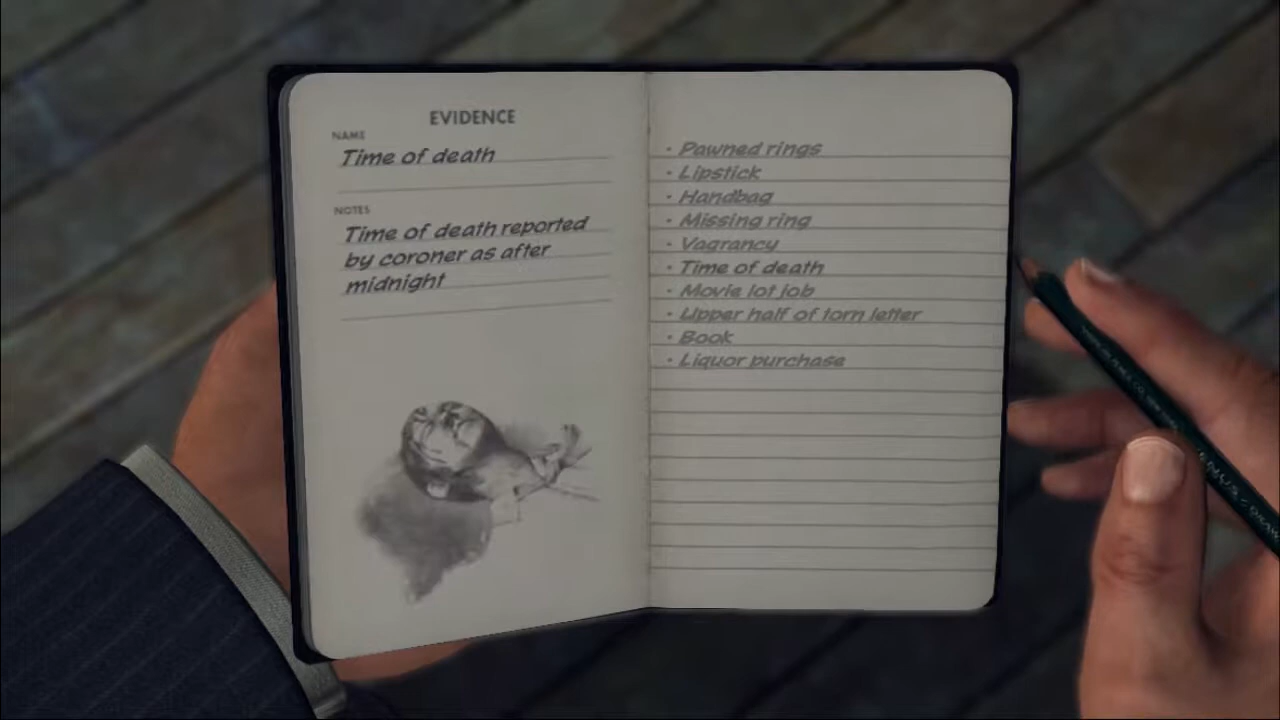 EVIDENCE
NAME
Time of death
NOTES
Time of death reported
by coroner as after
midnight
• Pawned rings
• Lipstick
• Handbag
• Missing ring
• Vagrancy
• Time of death
• Movie lot job
• Upper half of torn letter
• Book
• Liquor purchase